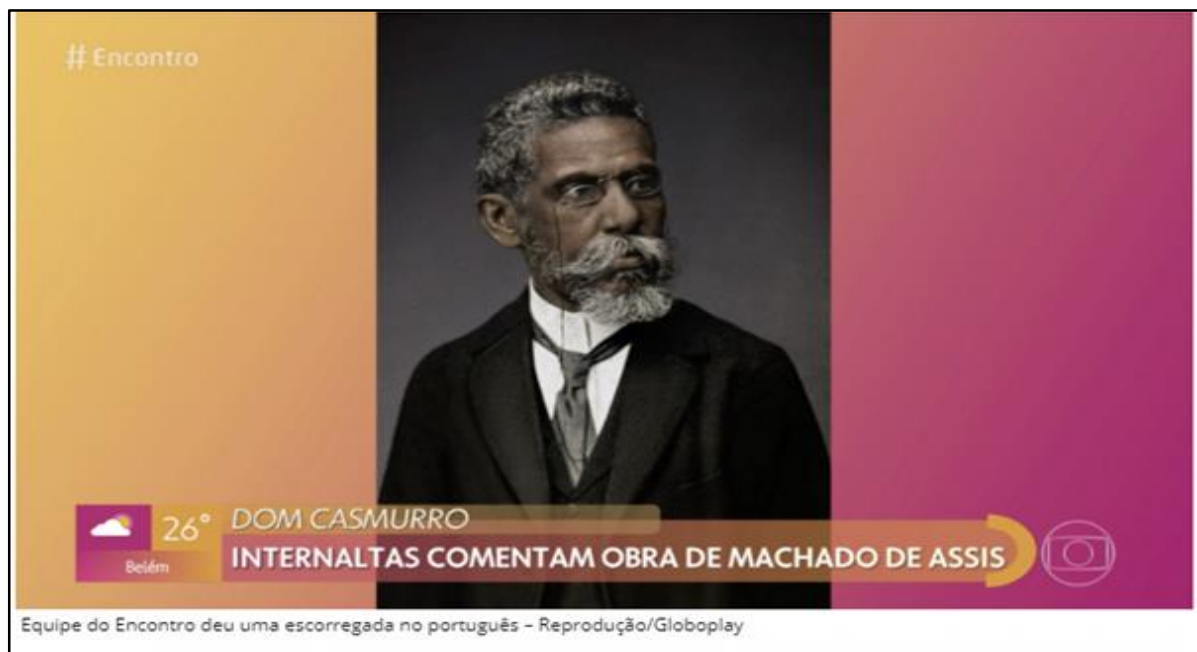 # Encontro
26° DOM CASMURRO
Belém INTERNALTAS COMENTAM OBRA DE MACHADO DE ASSIS
Equipe do Encontro deu uma escorregada no português – Reprodução/Globoplay